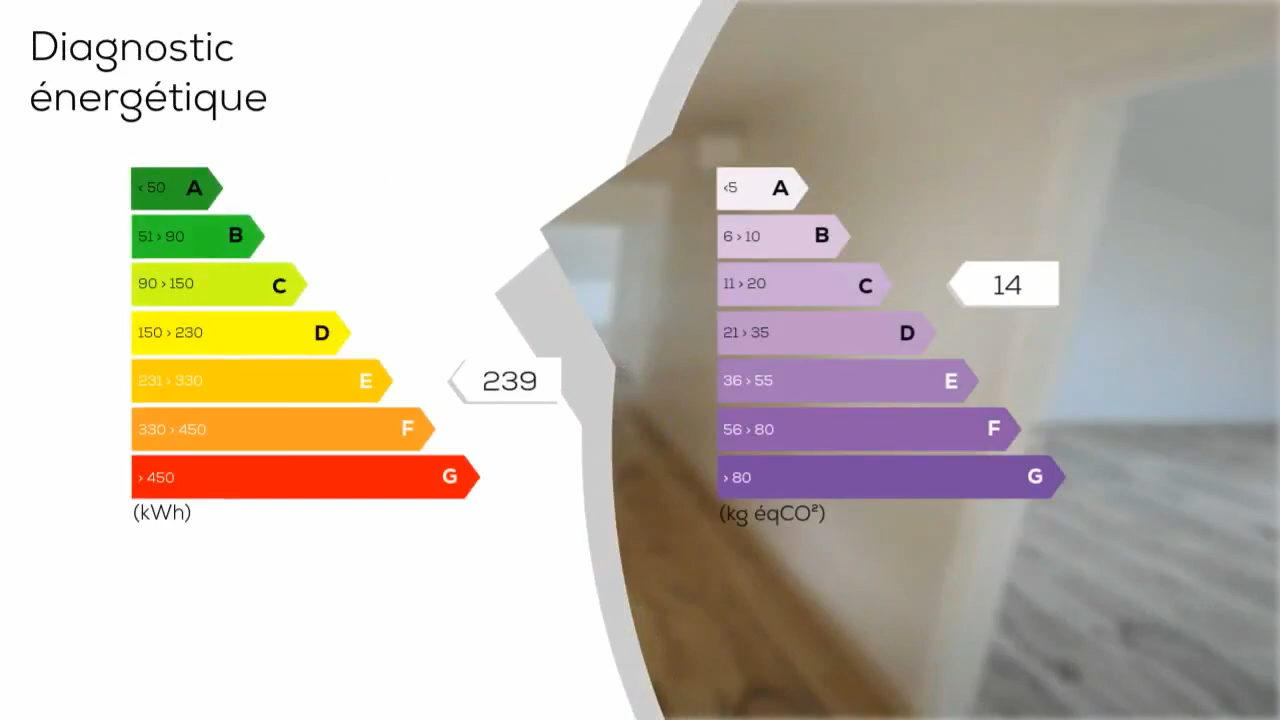 Diagnostic
énergétique
< 50 A
51 > 90 B
90 > 150 C
150 > 230 D
231 > 330 E
239
330 > 450 F
> 450 G
(kWh)
<5 A
6 > 10 B
11 > 20 C
14
21 > 35 D
36 > 55 E
56 > 80 F
> 80 G
(kg éqCO²)